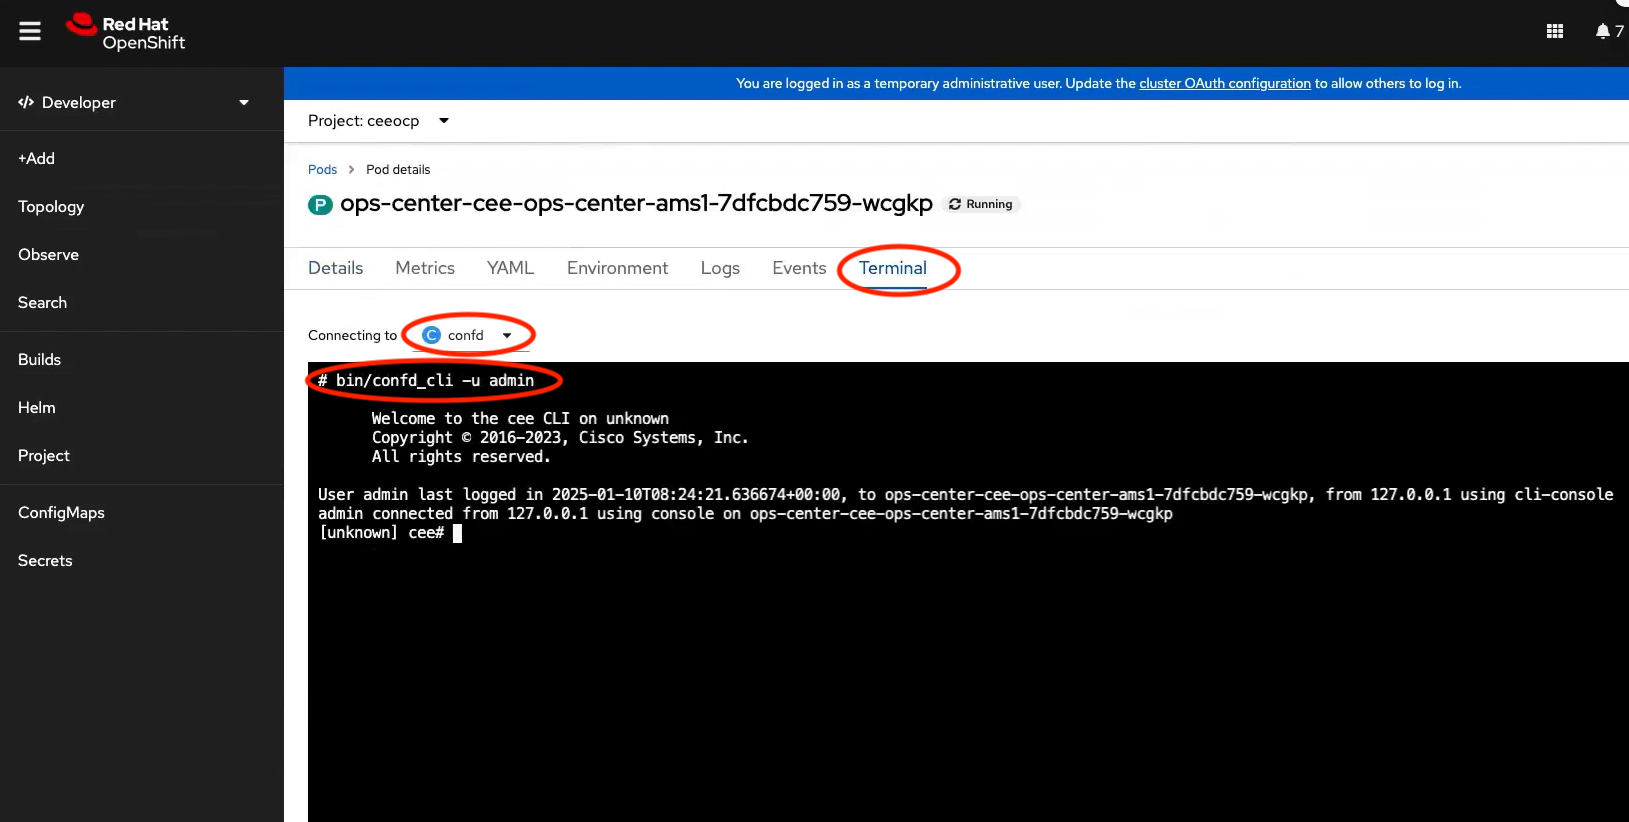 Red Hat
OpenShift
7
Developer
You are logged in as a temporary administrative user. Update the cluster OAuth configuration to allow others to log in.
Project: ceeocp
+Add
Topology
Observe
Search
Builds
Helm
Project
ConfigMaps
Secrets
Pods > Pod details
P ops-center-cee-ops-center-ams1-7dfcbdc759-wcgkp Running
Details Metrics YAML Environment Logs Events Terminal
Connecting to C confd
# bin/confd_cli -u admin
Welcome to the cee CLI on unknown
Copyright © 2016-2023, Cisco Systems, Inc.
All rights reserved.
User admin last logged in 2025-01-10T08:24:21.636674+00:00, to ops-center-cee-ops-center-ams1-7dfcbdc759-wcgkp, from 127.0.0.1 using cli-console
admin connected from 127.0.0.1 using console on ops-center-cee-ops-center-ams1-7dfcbdc759-wcgkp
[unknown] cee#